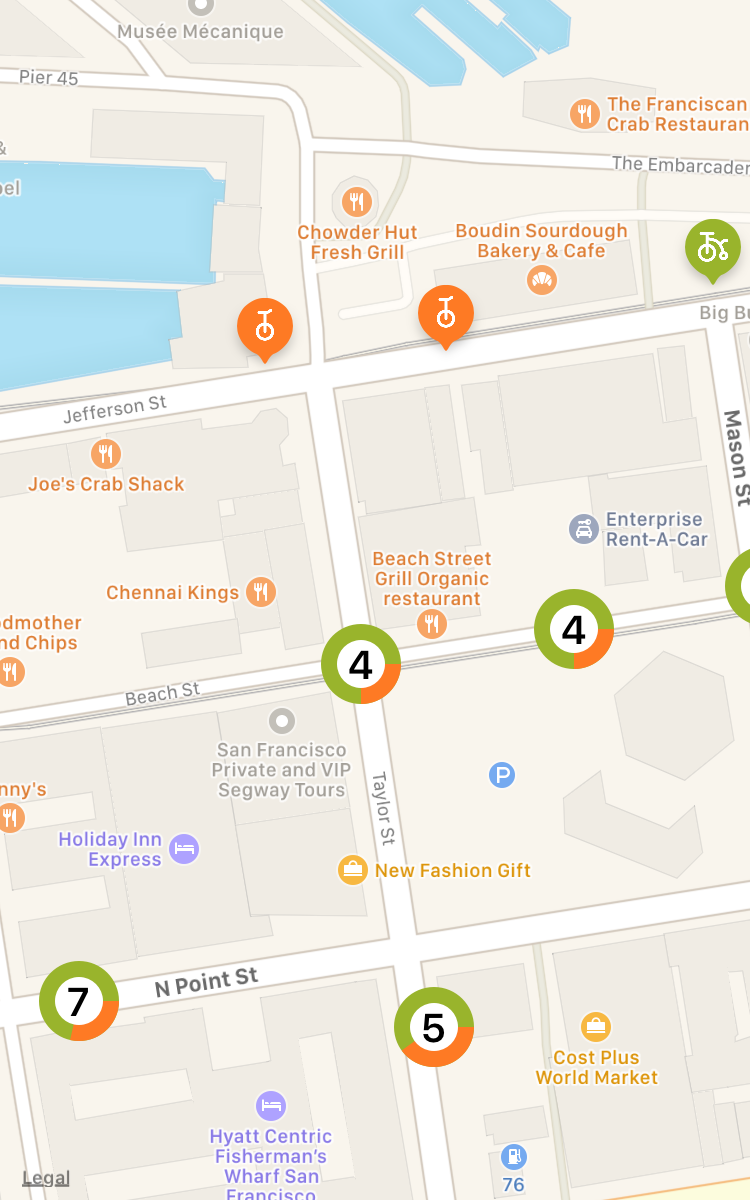 Musée Mécanique
Pier 45
The Franciscan
Crab Restauran
&
The Embarcader
pel
Chowder Hut
Fresh Grill
Boudin Sourdough
Bakery & Cafe
Big Bu
Jefferson St
Mason St
Joe's Crab Shack
Enterprise
Rent-A-Car
Beach Street
Grill Organic
restaurant
Chennai Kings
odmother
nd Chips
4
4
Beach St
San Francisco
Private and VIP
Segway Tours
P
Taylor St
nny's
Holiday Inn
Express
New Fashion Gift
N Point St
7
5
Cost Plus
World Market
Hyatt Centric
Fisherman's
Wharf San
Francisco
76
Legal